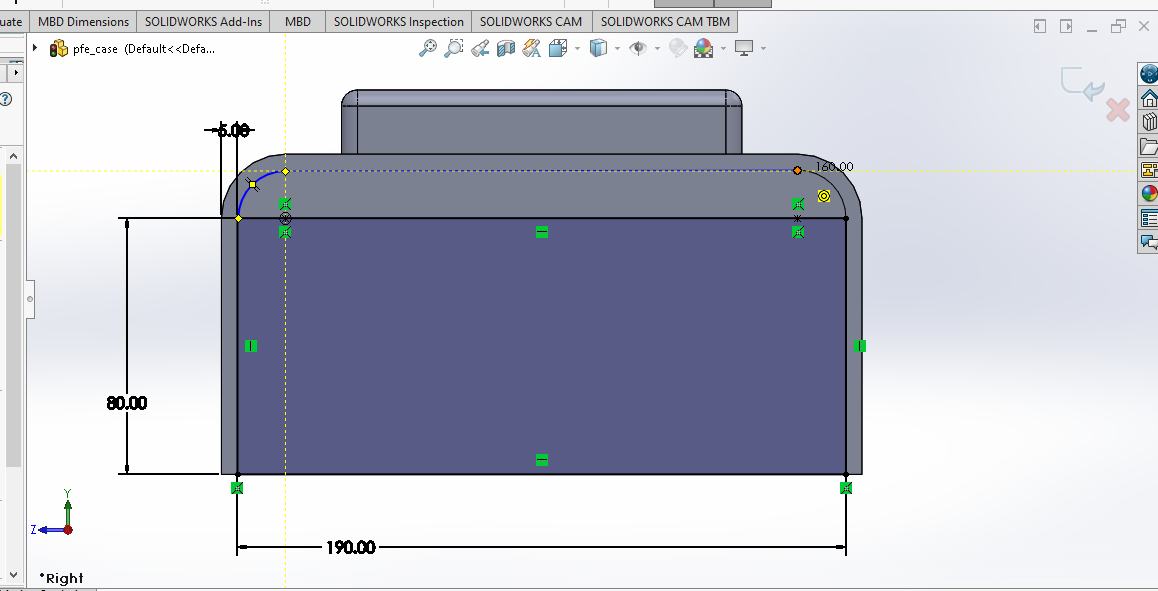 uate MBD Dimensions SOLIDWORKS Add-Ins MBD SOLIDWORKS Inspection SOLIDWORKS CAM SOLIDWORKS CAM TBM
pfe_case (Default<<Defa...
5.00
160.00
80.00
190.00
Y
Z
*Right